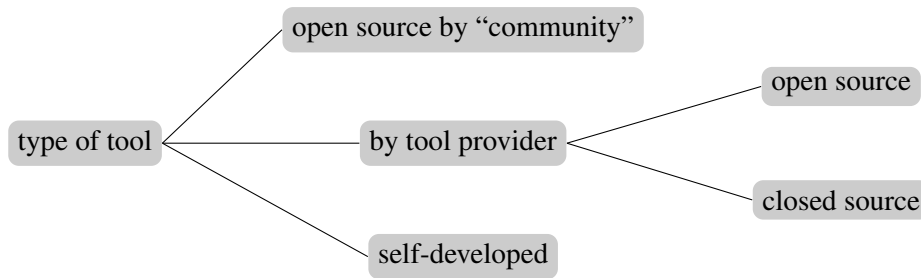 open source by “community”
open source
type of tool
by tool provider
closed source
self-developed